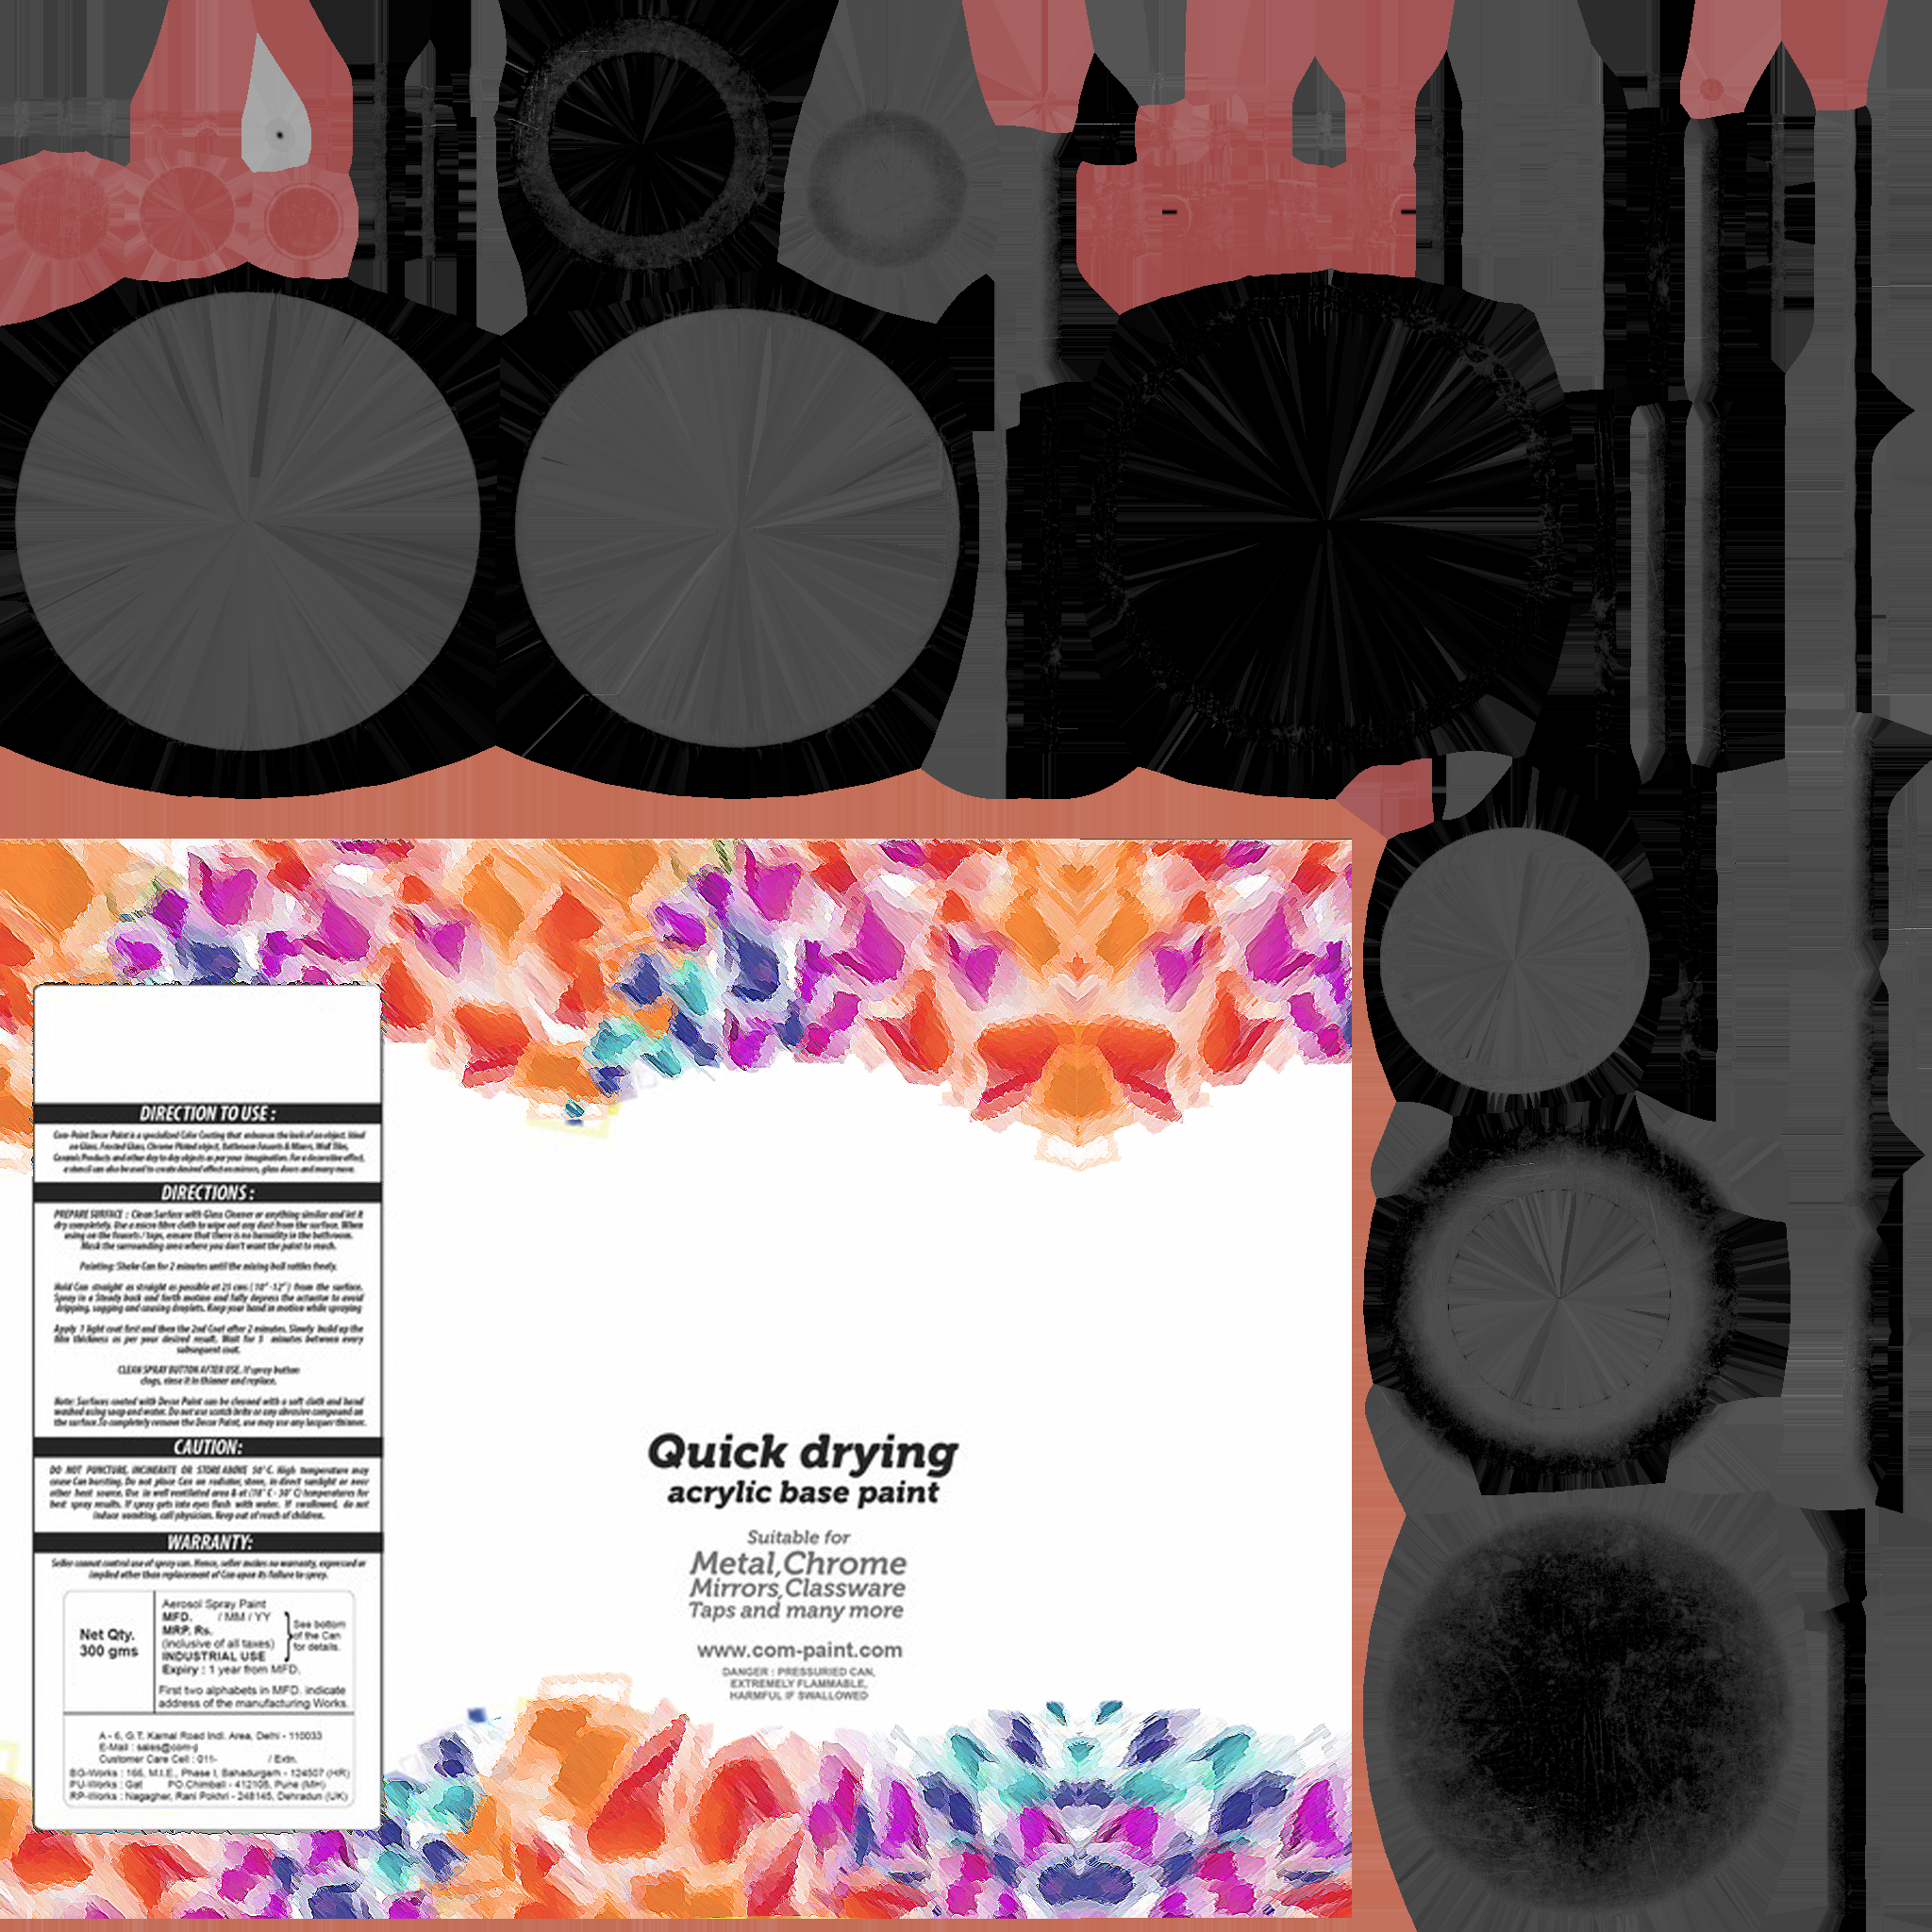 DIRECTION TO USE :
Com-Paint Decor Paint is a specialized Color Coating that enhances the look of an object. Ideal
on Glass, Frosted Glass, Chrome Plated object, Bathroom Faucets & Mixers, Wall Tiles,
Ceramic Products and other day to day objects as per your imagination. For a decorative effect,
a stencil can also be used to create desired effect on mirrors, glass doors and many more.
DIRECTIONS :
PREPARE SURFACE : Clean Surface with Glass Cleaner or anything similar and let it
dry completely. Use a micro fibre cloth to wipe out any dust from the surface. When
using on the faucets / taps, ensure that there is no humidity in the bathroom.
Mask the surrounding area where you don't want the paint to reach.
Painting: Shake Can for 2 minutes until the mixing ball rattles freely.
Hold Can straight as straight as possible at 25 cms (10"-12") from the surface.
Spray in a Steady back and forth motion and fully depress the actuator to avoid
dripping, sagging and causing droplets. Keep your hand in motion while spraying
Apply 1 light coat first and then the 2nd Coat after 2 minutes. Slowly build up the
film thickness as per your desired result. Wait for 5 minutes between every
subsequent coat.
CLEAN SPRAY BUTTON AFTER USE. If spray button
clogs, rinse it in thinner and replace.
Note: Surfaces coated with Decor Paint can be cleaned with a soft cloth and hand
washed using soap and water. Do not use scotch brite or any abrasive compound on
the surface. To completely remove the Decor Paint, use may use any lacquer thinner.
CAUTION:
DO NOT PUNCTURE, INCINERATE OR STORE ABOVE 50°C. High temperature may
cause Can bursting. Do not place Can on radiator, stove, in direct sunlight or near
other heat source. Use in well ventilated area & at (18° C - 30° C) temperatures for
best spray results. If spray gets into eyes flush with water. If swallowed, do not
induce vomiting, call physician. Keep out of reach of children.
WARRANTY:
Seller cannot control use of spray can. Hence, seller makes no warranty, expressed or
implied other than replacement of Can upon its failure to spray.
Net Qty.
300 gms
Aerosol Spray Paint
MFD. / MM / YY
MRP. Rs.
(inclusive of all taxes)
INDUSTRIAL USE
See bottom
of the Can
for details.
Expiry : 1 year from MFD.
First two alphabets in MFD. indicate
address of the manufacturing Works.
A - 6, G.T. Karnal Road Indl. Area, Delhi - 110033
E-Mail : sales@com-
Customer Care Cell : 011- / Extn.
BG-Works : 166, M.I.E., Phase I, Bahadurgarh - 124507 (HR)
PU-Works : Gat PO.Chimbali - 412105, Pune (MH)
RP-Works : Nagagher, Rani Pokhri - 248145, Dehradun (UK)
Quick drying
acrylic base paint
Suitable for
Metal,Chrome
Mirrors,Classware
Taps and many more
www.com-paint.com
DANGER : PRESSURIED CAN,
EXTREMELY FLAMMABLE,
HARMFUL IF SWALLOWED